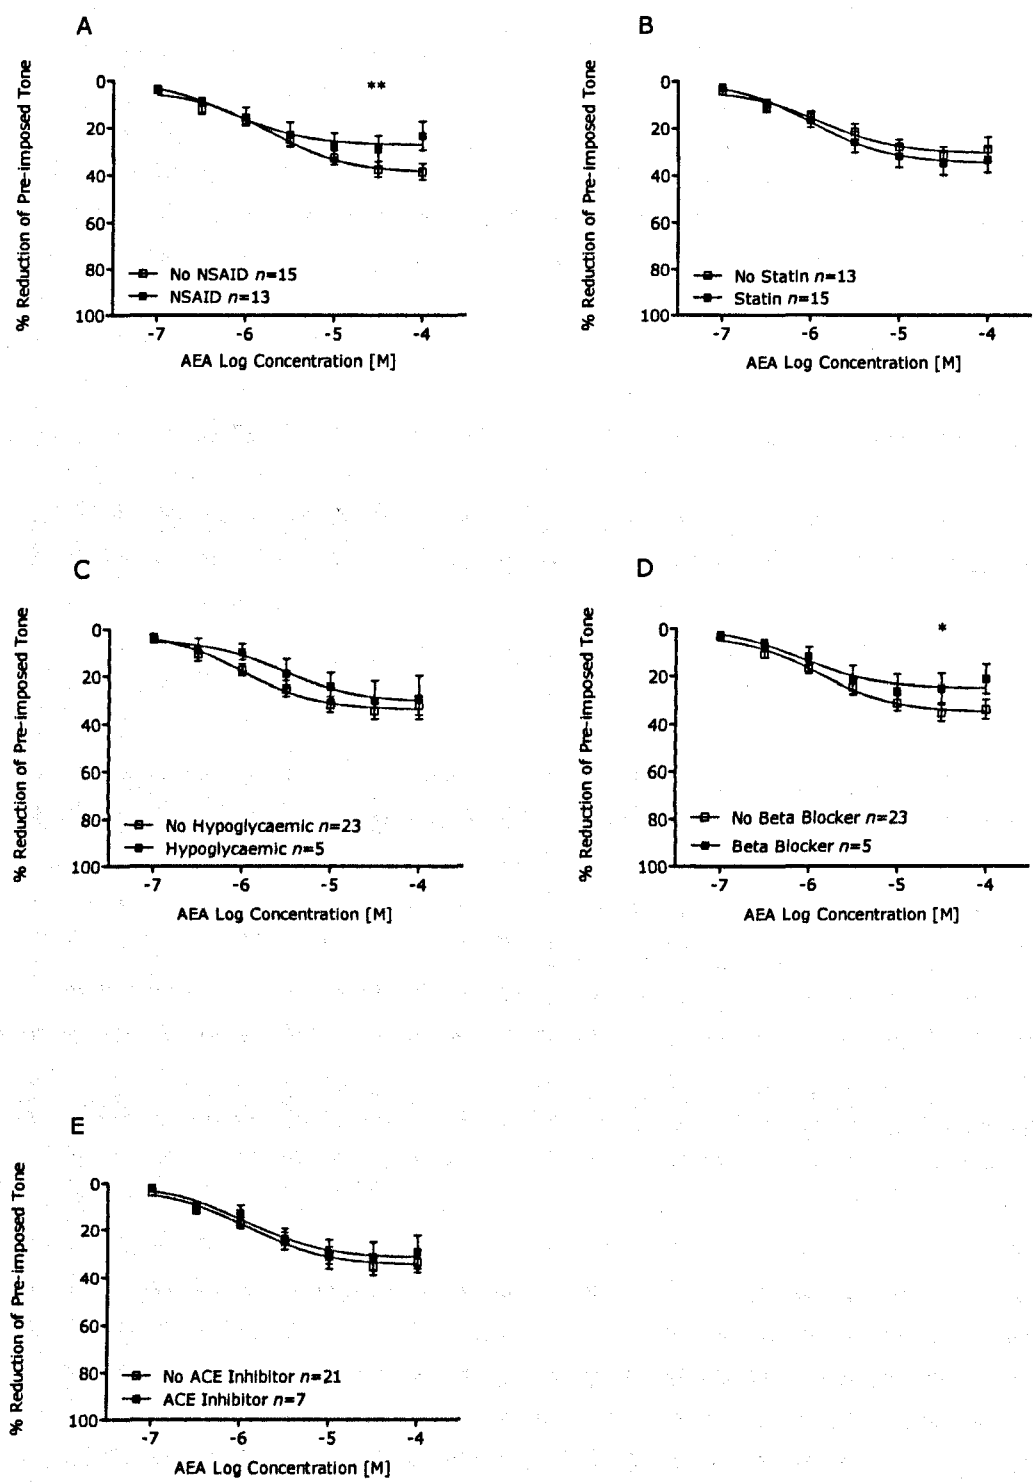 A
% Reduction of Pre-imposed Tone
0
20
40
60
80
100
**
No NSAID n=15
NSAID n=13
-7 -6 -5 -4
AEA Log Concentration [M]
B
% Reduction of Pre-imposed Tone
0
20
40
60
80
100
No Statin n=13
Statin n=15
-7 -6 -5 -4
AEA Log Concentration [M]
C
% Reduction of Pre-imposed Tone
0
20
40
60
80
100
No Hypoglycaemic n=23
Hypoglycaemic n=5
-7 -6 -5 -4
AEA Log Concentration [M]
D
% Reduction of Pre-imposed Tone
0
20
40
60
80
100
*
No Beta Blocker n=23
Beta Blocker n=5
-7 -6 -5 -4
AEA Log Concentration [M]
E
% Reduction of Pre-imposed Tone
0
20
40
60
80
100
No ACE Inhibitor n=21
ACE Inhibitor n=7
-7 -6 -5 -4
AEA Log Concentration [M]